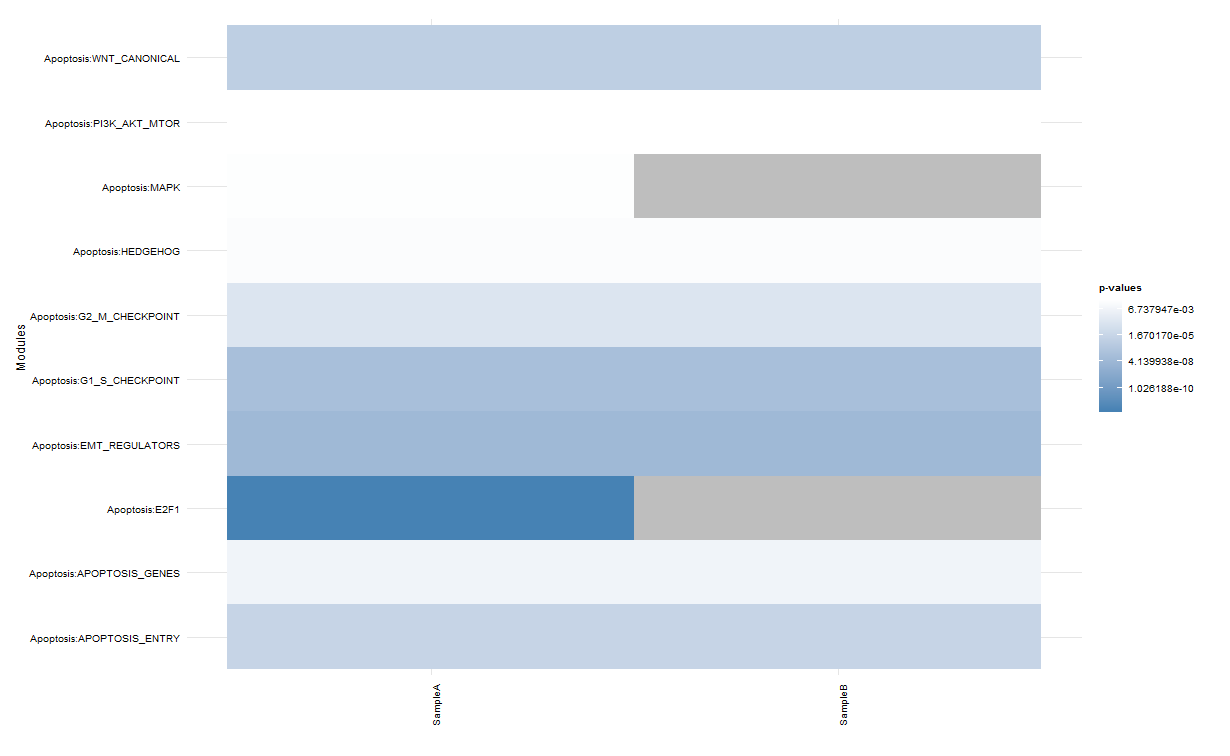 Apoptosis:WNT_CANONICAL
Apoptosis:PI3K_AKT_MTOR
Apoptosis:MAPK
Apoptosis:HEDGEHOG
Apoptosis:G2_M_CHECKPOINT
Apoptosis:G1_S_CHECKPOINT
Apoptosis:EMT_REGULATORS
Apoptosis:E2F1
Apoptosis:APOPTOSIS_GENES
Apoptosis:APOPTOSIS_ENTRY
Modules
SampleA
SampleB
p-values
6.737947e-03
1.670170e-05
4.139938e-08
1.026188e-10